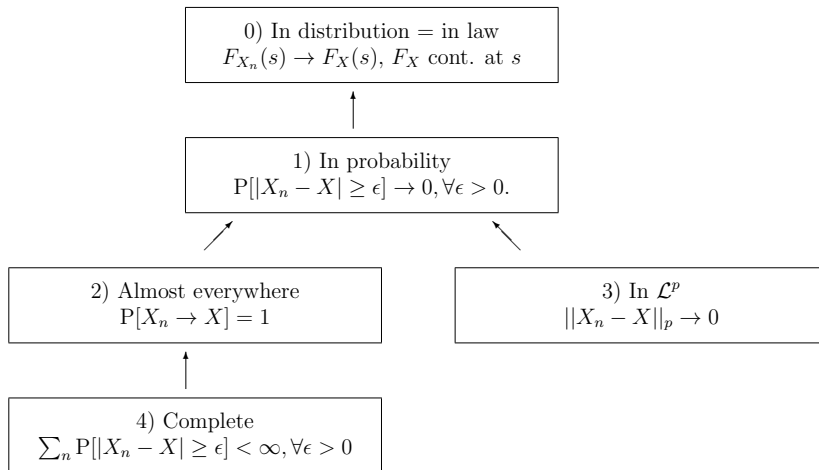 0) In distribution = in law
F_{X_n}(s) → F_X(s), F_X cont. at s
1) In probability
P[|X_n − X| ≥ ϵ] → 0, ∀ϵ > 0.
2) Almost everywhere
P[X_n → X] = 1
3) In 𝓛^p
||X_n − X||_p → 0
4) Complete
∑_n P[|X_n − X| ≥ ϵ] < ∞, ∀ϵ > 0